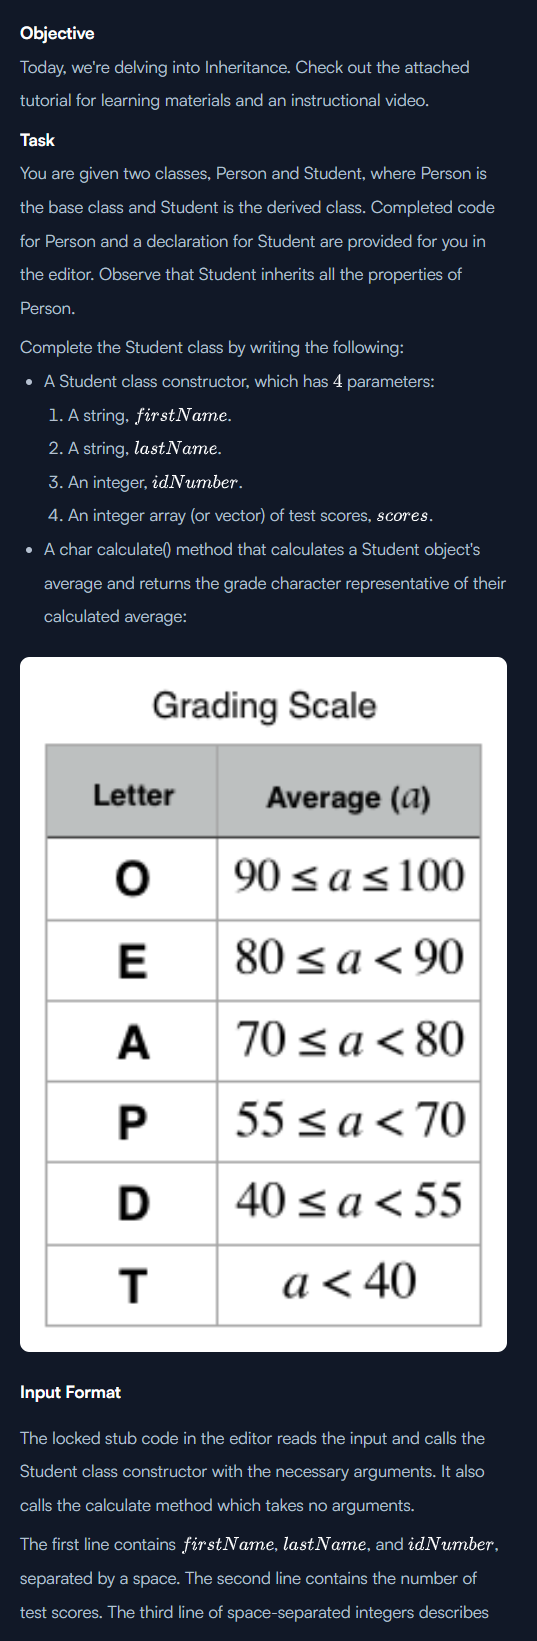 Objective
Today, we're delving into Inheritance. Check out the attached
tutorial for learning materials and an instructional video.
Task
You are given two classes, Person and Student, where Person is
the base class and Student is the derived class. Completed code
for Person and a declaration for Student are provided for you in
the editor. Observe that Student inherits all the properties of
Person.
Complete the Student class by writing the following:
• A Student class constructor, which has 4 parameters:
1. A string, firstName.
2. A string, lastName.
3. An integer, idNumber.
4. An integer array (or vector) of test scores, scores.
• A char calculate() method that calculates a Student object's
average and returns the grade character representative of their
calculated average:
Grading Scale
Letter Average (a)
O 90 ≤ a ≤ 100
E 80 ≤ a < 90
A 70 ≤ a < 80
P 55 ≤ a < 70
D 40 ≤ a < 55
T a < 40
Input Format
The locked stub code in the editor reads the input and calls the
Student class constructor with the necessary arguments. It also
calls the calculate method which takes no arguments.
The first line contains firstName, lastName, and idNumber,
separated by a space. The second line contains the number of
test scores. The third line of space-separated integers describes